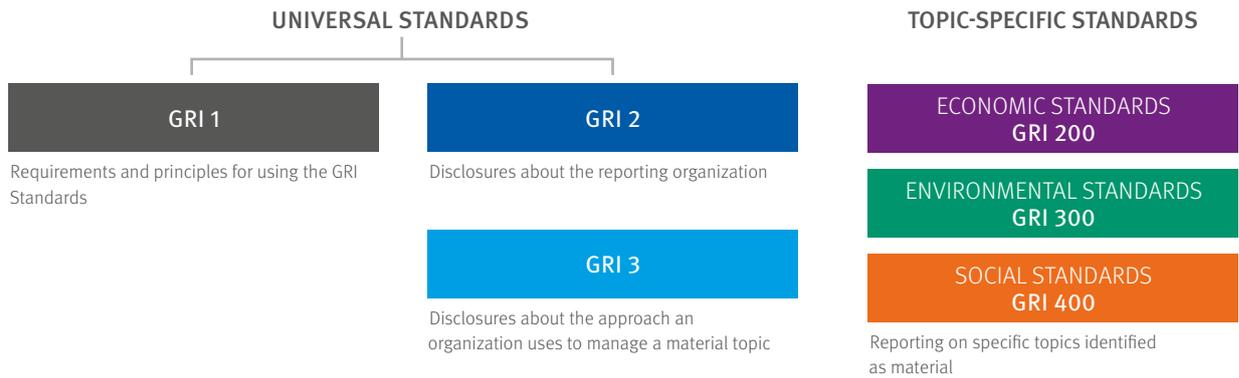 UNIVERSAL STANDARDS
GRI 1
Requirements and principles for using the GRI
Standards
GRI 2
Disclosures about the reporting organization
GRI 3
Disclosures about the approach an
organization uses to manage a material topic
TOPIC-SPECIFIC STANDARDS
ECONOMIC STANDARDS
GRI 200
ENVIRONMENTAL STANDARDS
GRI 300
SOCIAL STANDARDS
GRI 400
Reporting on specific topics identified
as material